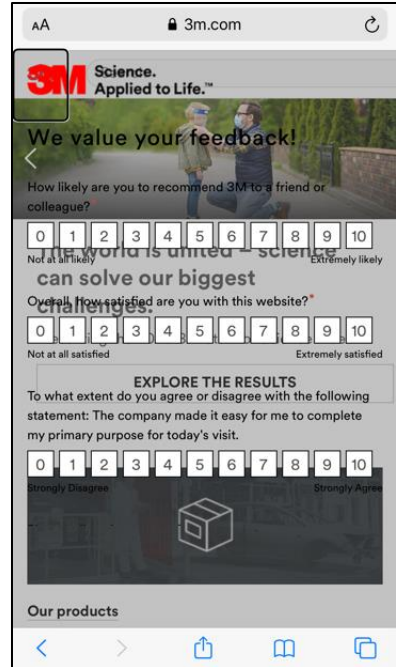 AA
3m.com
3M
Science.
Applied to Life.™
We value your feedback!
How likely are you to recommend 3M to a friend or
colleague?*
0 1 2 3 4 5 6 7 8 9 10
Not at all likely
Extremely likely
The world is united – science
can solve our biggest
challenges.
Overall, how satisfied are you with this website?*
0 1 2 3 4 5 6 7 8 9 10
Not at all satisfied
Extremely satisfied
EXPLORE THE RESULTS
To what extent do you agree or disagree with the following
statement: The company made it easy for me to complete
my primary purpose for today's visit.
0 1 2 3 4 5 6 7 8 9 10
Strongly Disagree
Strongly Agree
Our products